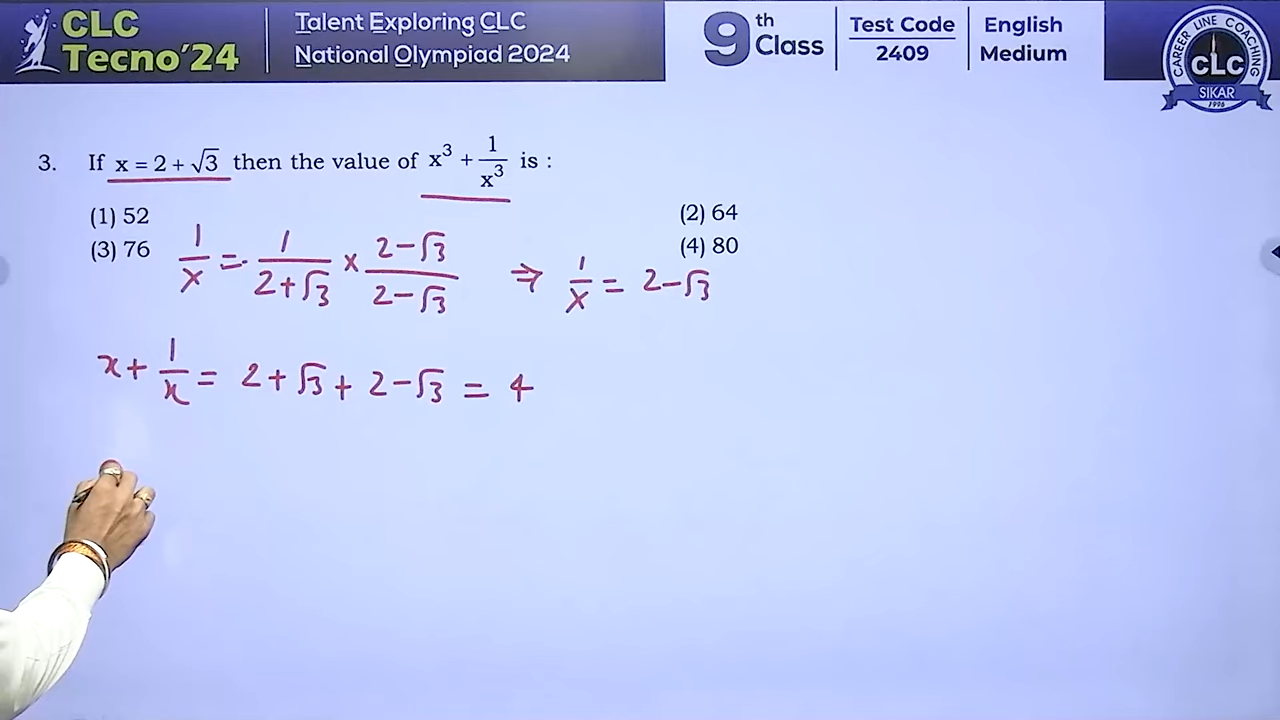 CLC
Tecno'24
Talent Exploring CLC
National Olympiad 2024
9th Class
Test Code
2409
English
Medium
CAREER LINE COACHING
CLC
SIKAR
1996
3. If x = 2 + √3 then the value of x³ + 1/x³ is :
(1) 52 (2) 64
(3) 76 (4) 80
1/x = 1/(2+√3) × (2-√3)/(2-√3) ⇒ 1/x = 2-√3
x + 1/x = 2+√3 + 2-√3 = 4